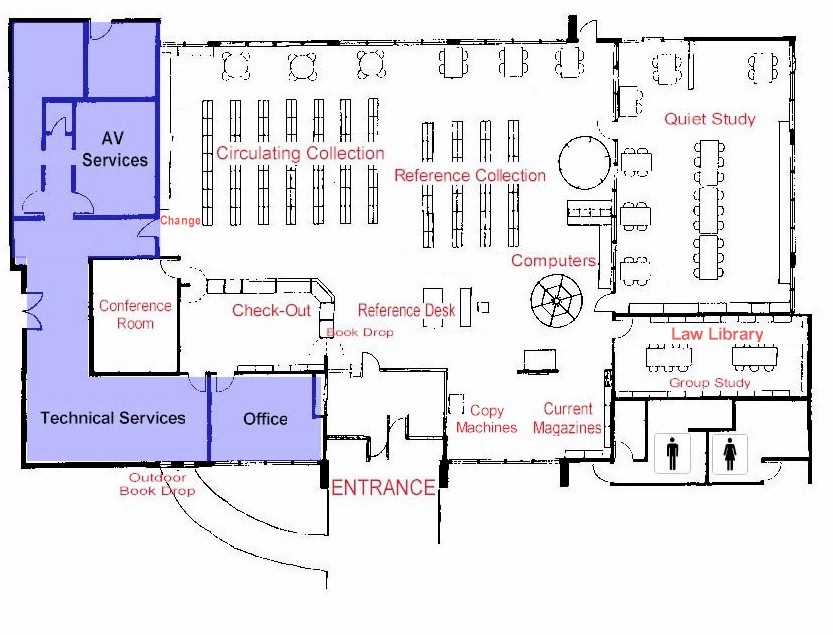 Quiet Study
AV
Services
Circulating Collection
Reference Collection
Change
Computers
Conference
Room
Check-Out
Reference Desk
Book Drop
Law Library
Group Study
Technical Services
Office
Copy
Machines
Current
Magazines
Outdoor
Book Drop
ENTRANCE